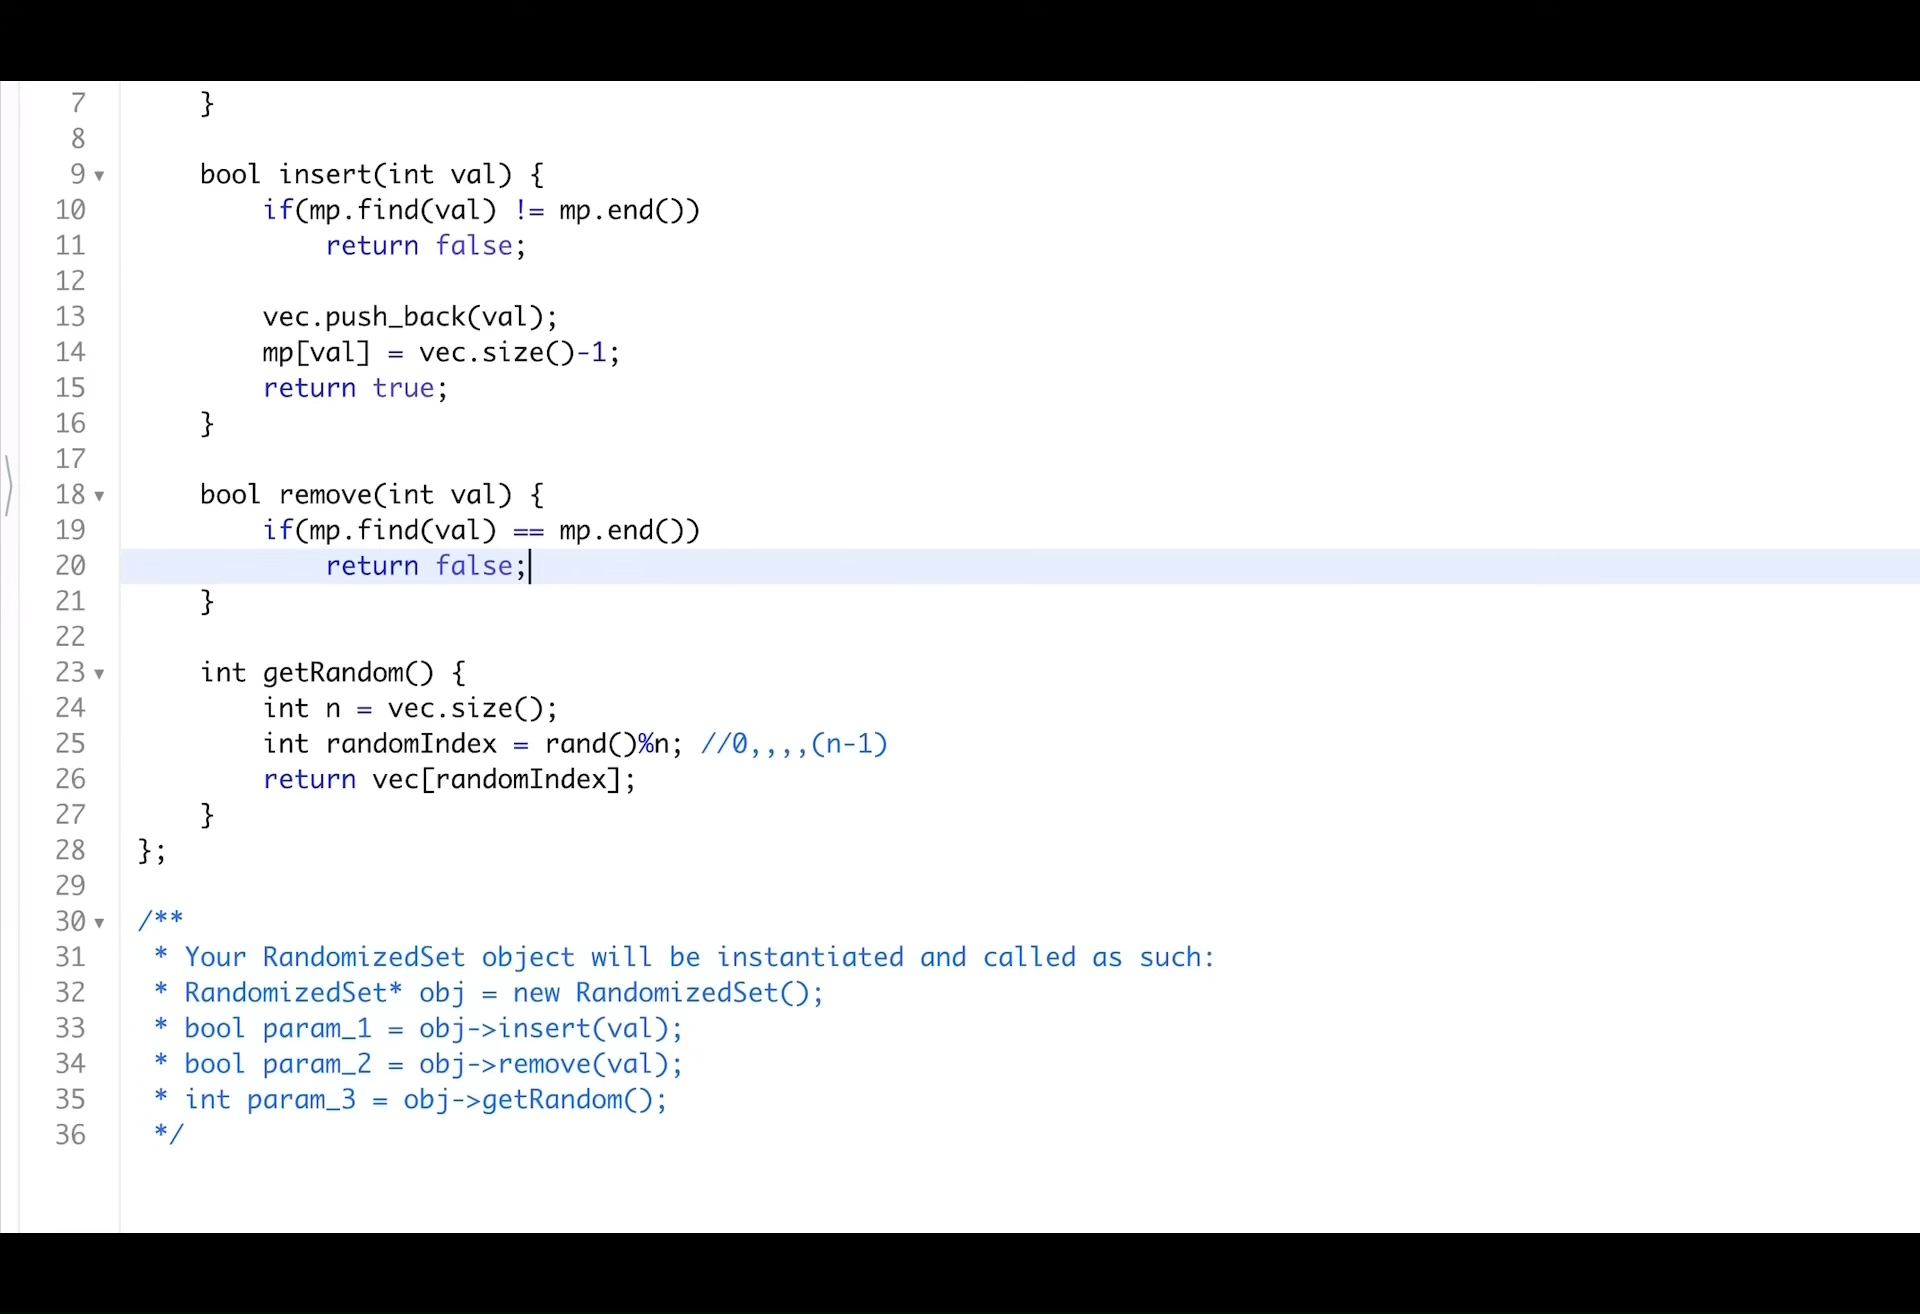 7 }
8
9 bool insert(int val) {
10 if(mp.find(val) != mp.end())
11 return false;
12
13 vec.push_back(val);
14 mp[val] = vec.size()-1;
15 return true;
16 }
17
18 bool remove(int val) {
19 if(mp.find(val) == mp.end())
20 return false;
21 }
22
23 int getRandom() {
24 int n = vec.size();
25 int randomIndex = rand()%n; //0,,,,(n-1)
26 return vec[randomIndex];
27 }
28 };
29
30 /**
31 * Your RandomizedSet object will be instantiated and called as such:
32 * RandomizedSet* obj = new RandomizedSet();
33 * bool param_1 = obj->insert(val);
34 * bool param_2 = obj->remove(val);
35 * int param_3 = obj->getRandom();
36 */